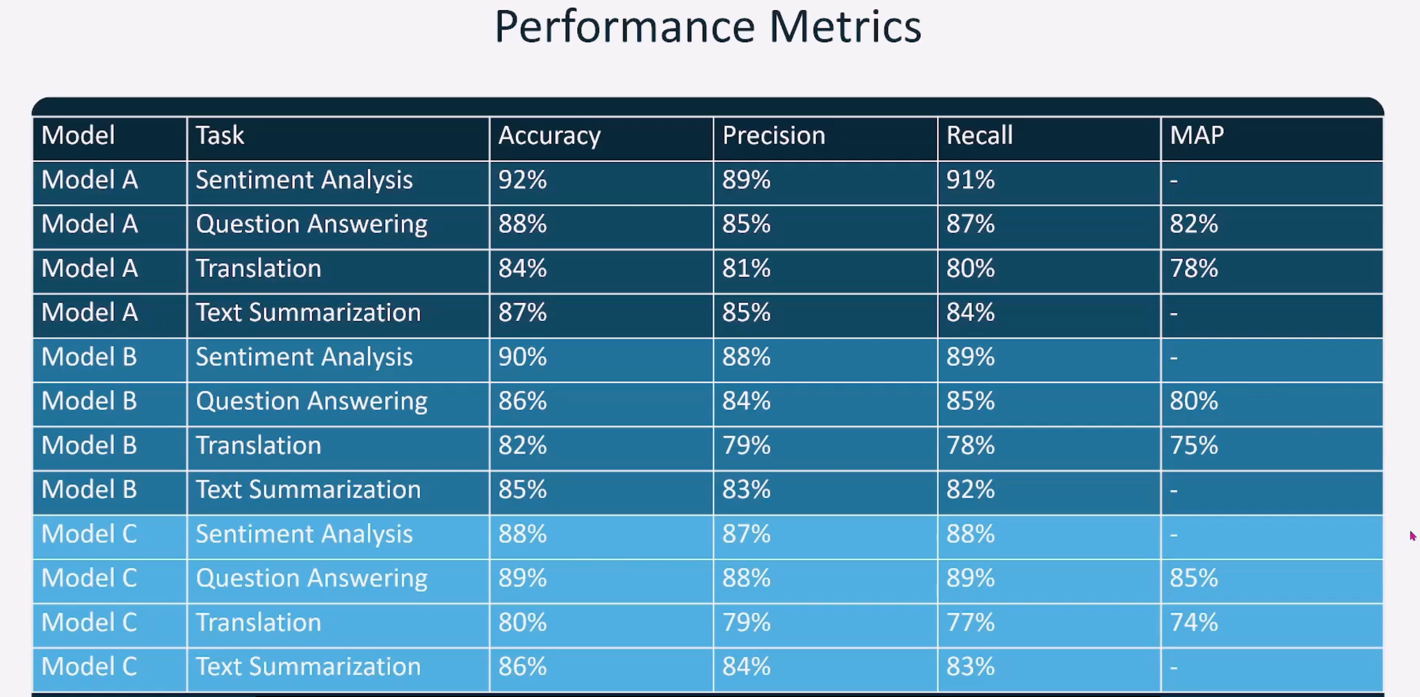 Performance Metrics
Model Task Accuracy Precision Recall MAP
Model A Sentiment Analysis 92% 89% 91% -
Model A Question Answering 88% 85% 87% 82%
Model A Translation 84% 81% 80% 78%
Model A Text Summarization 87% 85% 84% -
Model B Sentiment Analysis 90% 88% 89% -
Model B Question Answering 86% 84% 85% 80%
Model B Translation 82% 79% 78% 75%
Model B Text Summarization 85% 83% 82% -
Model C Sentiment Analysis 88% 87% 88% -
Model C Question Answering 89% 88% 89% 85%
Model C Translation 80% 79% 77% 74%
Model C Text Summarization 86% 84% 83% -